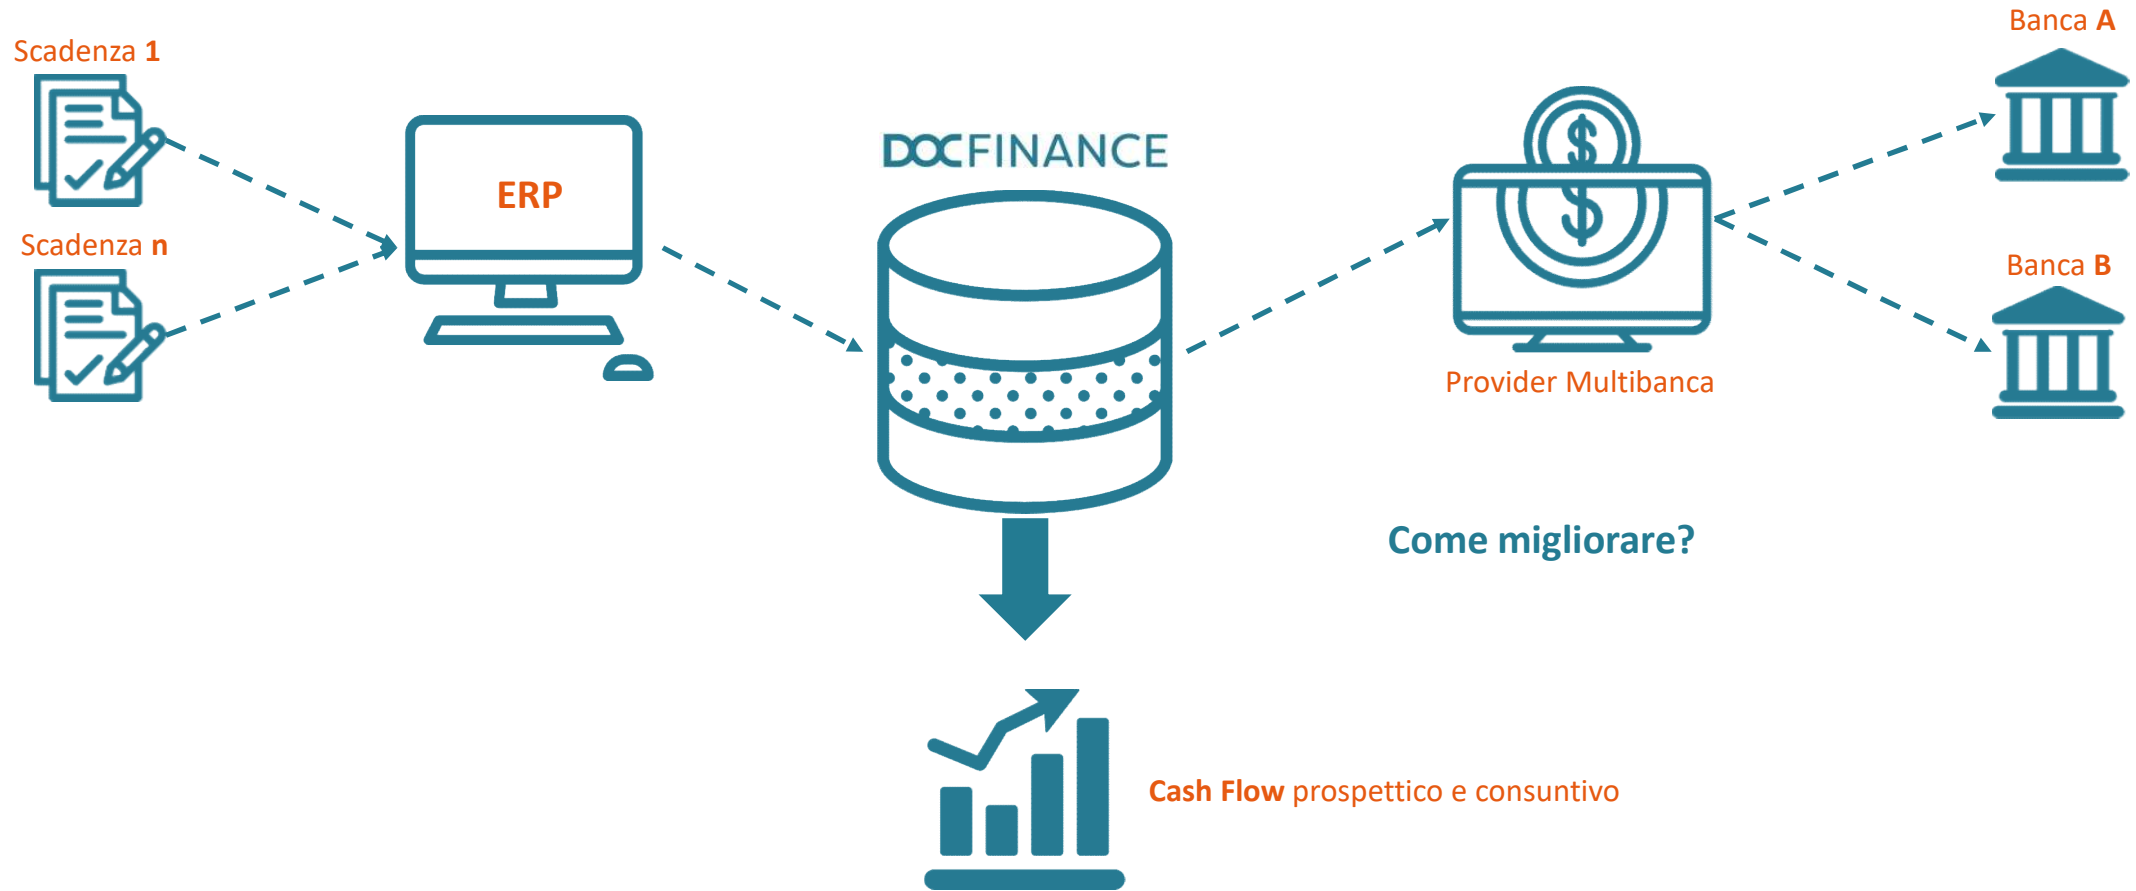 Scadenza 1
Scadenza n
ERP
DOCFINANCE
Provider Multibanca
Banca A
Banca B
Come migliorare?
Cash Flow prospettico e consuntivo